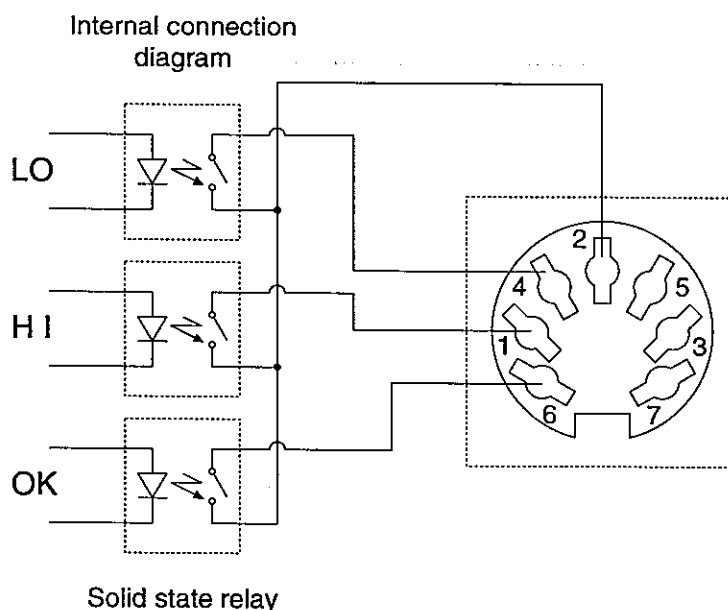 Internal connection
diagram
LO
H I
OK
2
4
5
1
3
6
7
Solid state relay